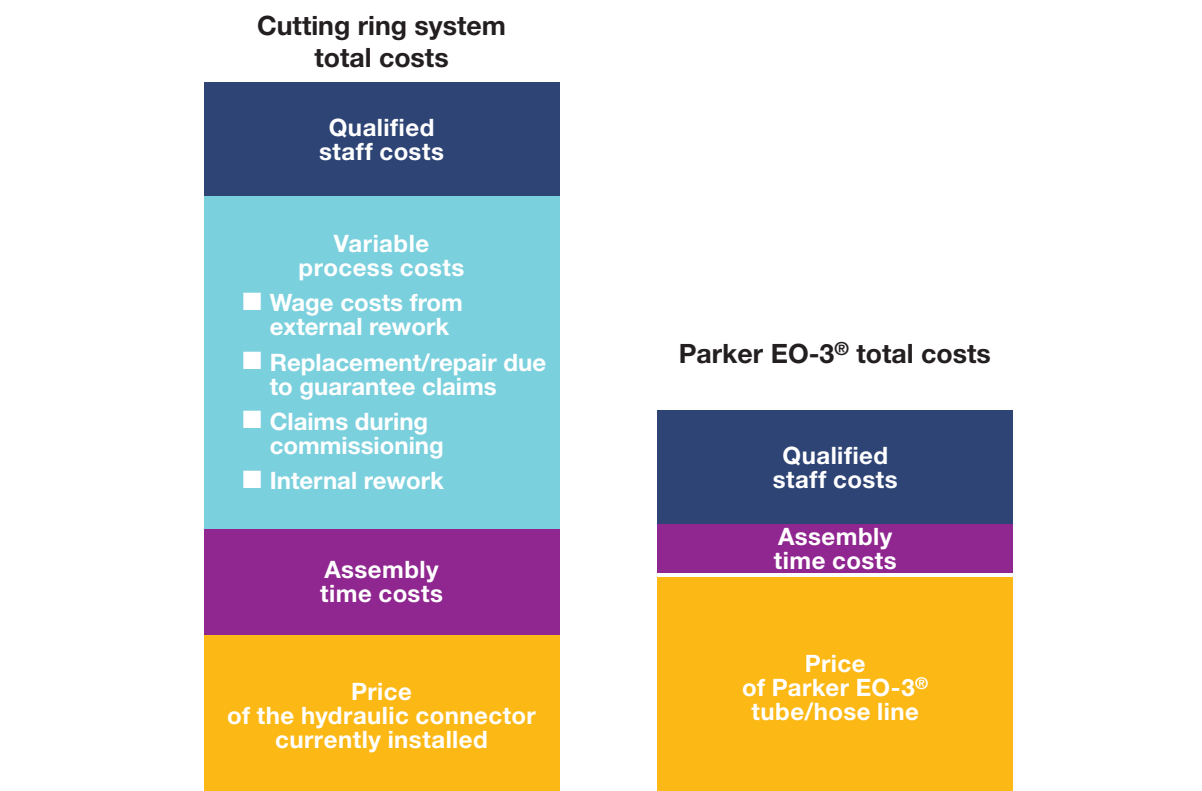 Cutting ring system
total costs
Qualified
staff costs
Variable
process costs
Wage costs from
external rework
Replacement/repair due
to guarantee claims
Claims during
commissioning
Internal rework
Assembly
time costs
Price
of the hydraulic connector
currently installed
Parker EO-3® total costs
Qualified
staff costs
Assembly
time costs
Price
of Parker EO-3®
tube/hose line